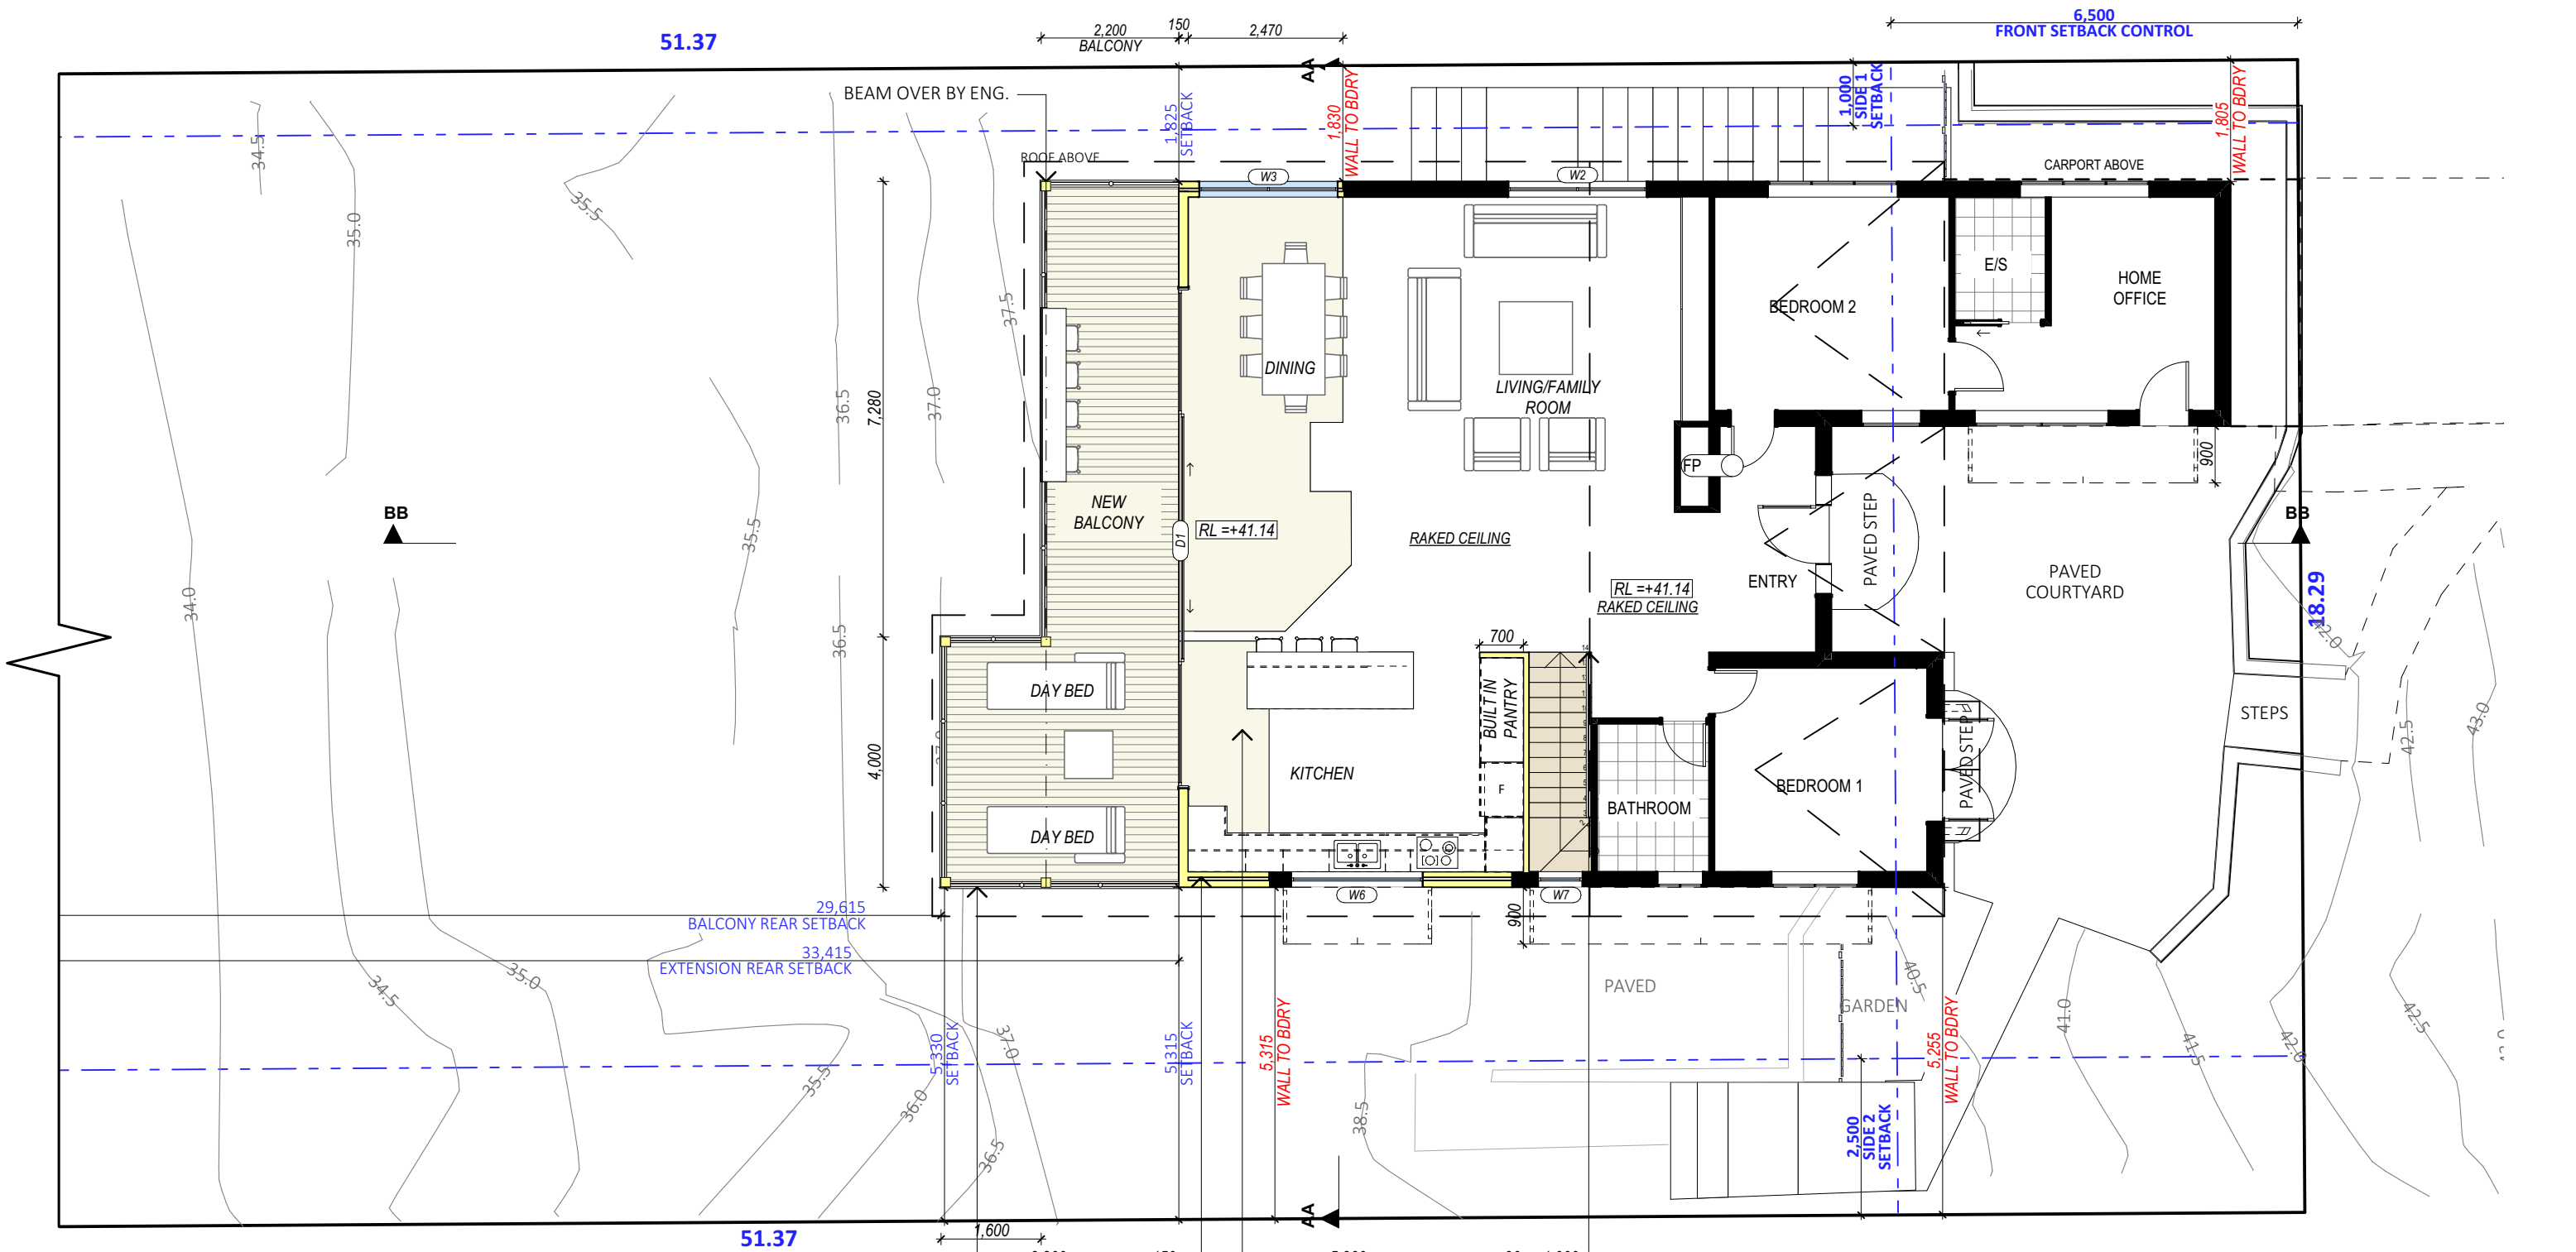 6,500
FRONT SETBACK CONTROL
51.37
2,200
BALCONY
150
2,470
AA
BEAM OVER BY ENG.
1,825
SETBACK
1,830
WALL TO BDRY
1,000
SIDE 1
SETBACK
1,805
WALL TO BDRY
ROOF ABOVE
CARPORT ABOVE
W3
W2
34.5
35.0
35.5
37.5
36.5
37.0
7,280
E/S
HOME
OFFICE
BEDROOM 2
DINING
LIVING/FAMILY
ROOM
FP
900
NEW
BALCONY
D1
RL =+41.14
RAKED CEILING
PAVED STEP
BB
BB
35.5
34.0
36.5
ENTRY
RL =+41.14
RAKED CEILING
PAVED
COURTYARD
18.29
42.0
700
DAY BED
BUILT IN
PANTRY
F
4,000
KITCHEN
BATHROOM
BEDROOM 1
PAVED STEP
STEPS
42.5
43.0
DAY BED
W6
W7
900
29,615
BALCONY REAR SETBACK
33,415
EXTENSION REAR SETBACK
34.5
35.0
PAVED
GARDEN
40.5
41.0
41.5
42.0
42.5
5,330
SETBACK
5,315
SETBACK
5,315
WALL TO BDRY
5,255
WALL TO BDRY
37.0
35.5
36.0
36.5
38.5
2,500
SIDE 2
SETBACK
AA
1,600
51.37